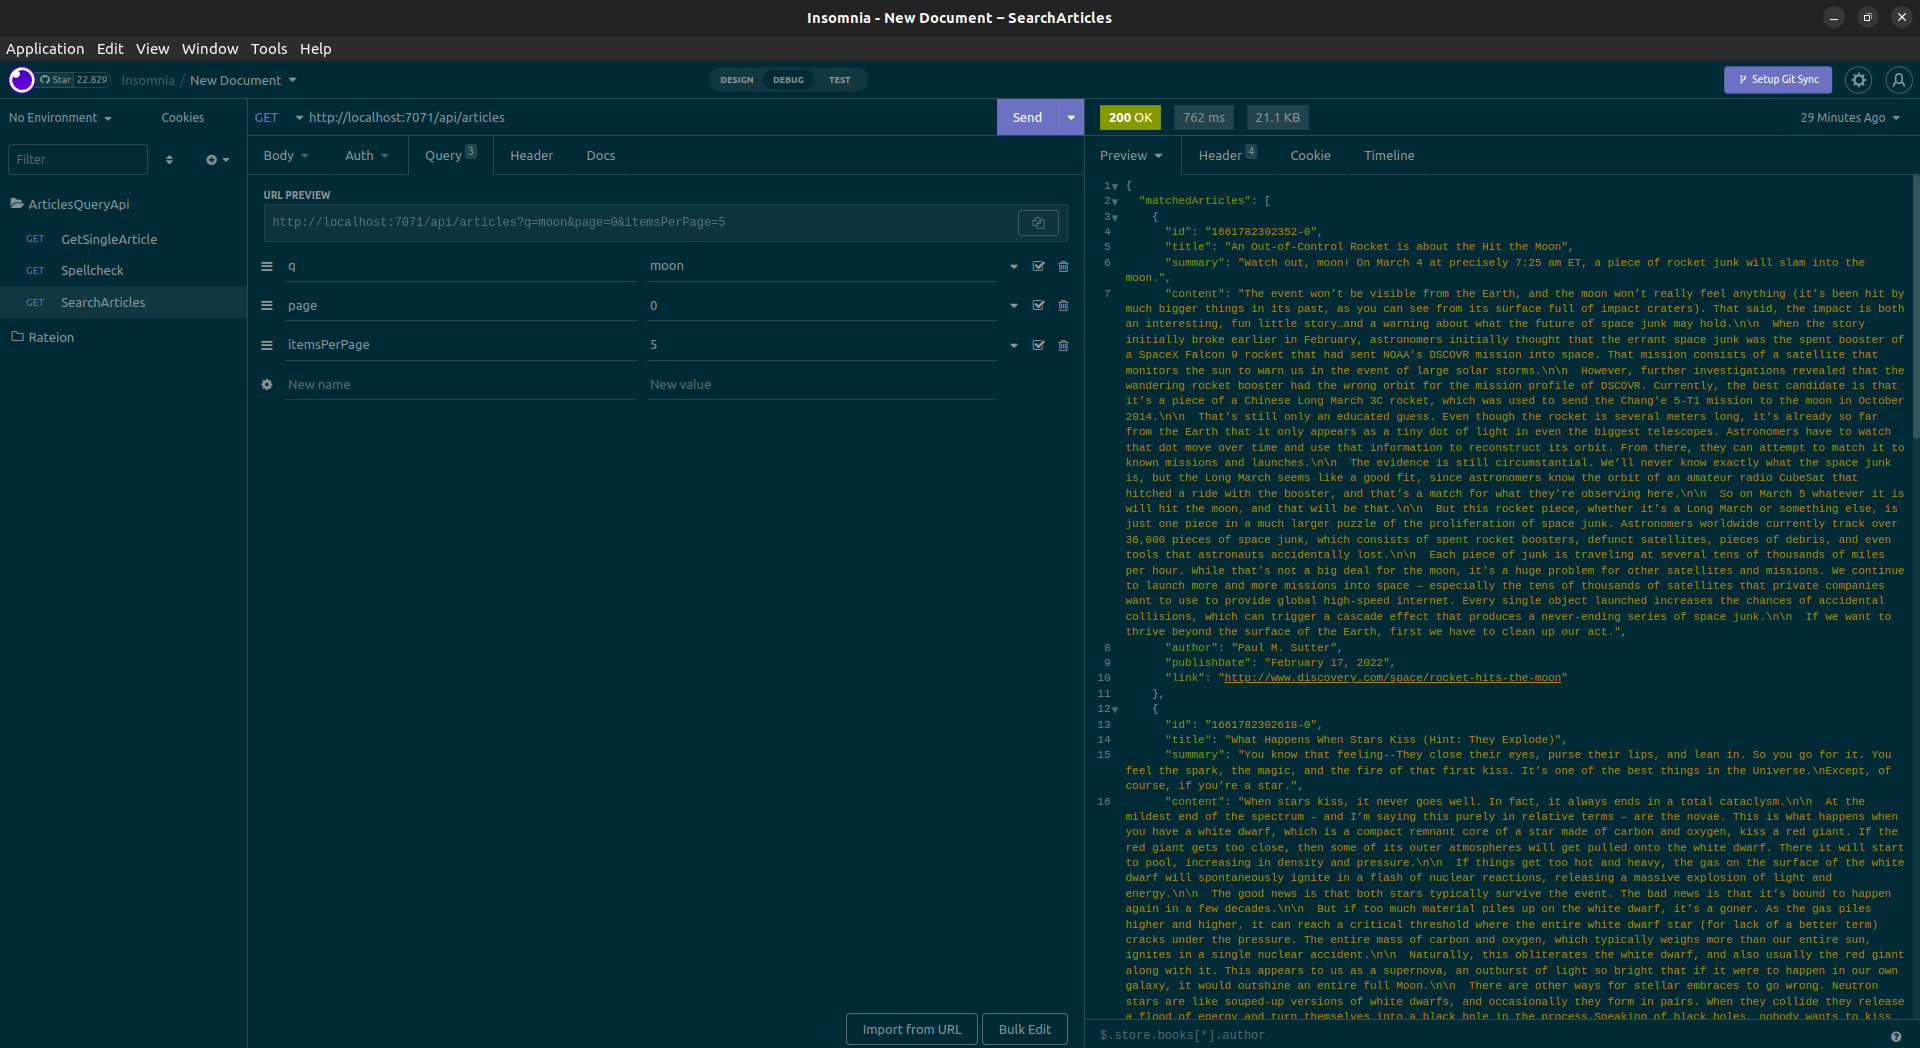 Insomnia - New Document – SearchArticles
Application Edit View Window Tools Help
Star 22,829 Insomnia / New Document
DESIGN DEBUG TEST
Setup Git Sync
No Environment Cookies
GET http://localhost:7071/api/articles Send
200 OK 762 ms 21.1 KB 29 Minutes Ago
Filter
Body Auth Query 3 Header Docs
Preview Header 4 Cookie Timeline
ArticlesQueryApi
GET GetSingleArticle
GET Spellcheck
GET SearchArticles
Rateion
URL PREVIEW
http://localhost:7071/api/articles?q=moon&page=0&itemsPerPage=5
q moon
page 0
itemsPerPage 5
New name New value
Import from URL Bulk Edit
1 {
2 "matchedArticles": [
3 {
4 "id": "1661782302352-0",
5 "title": "An Out-of-Control Rocket is about the Hit the Moon",
6 "summary": "Watch out, moon! On March 4 at precisely 7:25 am ET, a piece of rocket junk will slam into the
moon.",
7 "content": "The event won’t be visible from the Earth, and the moon won’t really feel anything (it’s been hit by
much bigger things in its past, as you can see from its surface full of impact craters). That said, the impact is both
an interesting, fun little story…and a warning about what the future of space junk may hold.\n\n  When the story
initially broke earlier in February, astronomers initially thought that the errant space junk was the spent booster of
a SpaceX Falcon 9 rocket that had sent NOAA’s DSCOVR mission into space. That mission consists of a satellite that
monitors the sun to warn us in the event of large solar storms.\n\n  However, further investigations revealed that the
wandering rocket booster had the wrong orbit for the mission profile of DSCOVR. Currently, the best candidate is that
it’s a piece of a Chinese Long March 3C rocket, which was used to send the Chang'e 5-T1 mission to the moon in October
2014.\n\n  That’s still only an educated guess. Even though the rocket is several meters long, it’s already so far
from the Earth that it only appears as a tiny dot of light in even the biggest telescopes. Astronomers have to watch
that dot move over time and use that information to reconstruct its orbit. From there, they can attempt to match it to
known missions and launches.\n\n  The evidence is still circumstantial. We’ll never know exactly what the space junk
is, but the Long March seems like a good fit, since astronomers know the orbit of an amateur radio CubeSat that
hitched a ride with the booster, and that’s a match for what they’re observing here.\n\n  So on March 5 whatever it is
will hit the moon, and that will be that.\n\n  But this rocket piece, whether it’s a Long March or something else, is
just one piece in a much larger puzzle of the proliferation of space junk. Astronomers worldwide currently track over
36,000 pieces of space junk, which consists of spent rocket boosters, defunct satellites, pieces of debris, and even
tools that astronauts accidentally lost.\n\n  Each piece of junk is traveling at several tens of thousands of miles
per hour. While that’s not a big deal for the moon, it’s a huge problem for other satellites and missions. We continue
to launch more and more missions into space – especially the tens of thousands of satellites that private companies
want to use to provide global high-speed internet. Every single object launched increases the chances of accidental
collisions, which can trigger a cascade effect that produces a never-ending series of space junk.\n\n  If we want to
thrive beyond the surface of the Earth, first we have to clean up our act.",
8 "author": "Paul M. Sutter",
9 "publishDate": "February 17, 2022",
10 "link": "http://www.discovery.com/space/rocket-hits-the-moon"
11 },
12 {
13 "id": "1661782302618-0",
14 "title": "What Happens When Stars Kiss (Hint: They Explode)",
15 "summary": "You know that feeling--They close their eyes, purse their lips, and lean in. So you go for it. You
feel the spark, the magic, and the fire of that first kiss. It’s one of the best things in the Universe.\nExcept, of
course, if you’re a star.",
16 "content": "When stars kiss, it never goes well. In fact, it always ends in a total cataclysm.\n\n  At the
mildest end of the spectrum – and I’m saying this purely in relative terms – are the novae. This is what happens when
you have a white dwarf, which is a compact remnant core of a star made of carbon and oxygen, kiss a red giant. If the
red giant gets too close, then some of its outer atmospheres will get pulled onto the white dwarf. There it will start
to pool, increasing in density and pressure.\n\n  If things get too hot and heavy, the gas on the surface of the white
dwarf will spontaneously ignite in a flash of nuclear reactions, releasing a massive explosion of light and
energy.\n\n  The good news is that both stars typically survive the event. The bad news is that it’s bound to happen
again in a few decades.\n\n  But if too much material piles up on the white dwarf, it’s a goner. As the gas piles
higher and higher, it can reach a critical threshold where the entire white dwarf star (for lack of a better term)
cracks under the pressure. The entire mass of carbon and oxygen, which typically weighs more than our entire sun,
ignites in a single nuclear accident.\n\n  Naturally, this obliterates the white dwarf, and also usually the red giant
along with it. This appears to us as a supernova, an outburst of light so bright that if it were to happen in our own
galaxy, it would outshine an entire full Moon.\n\n  There are other ways for stellar embraces to go wrong. Neutron
stars are like souped-up versions of white dwarfs, and occasionally they form in pairs. When they collide they release
a flood of energy and turn themselves into a black hole in the process.Speaking of black holes, nobody wants to kiss
$.store.books[*].author